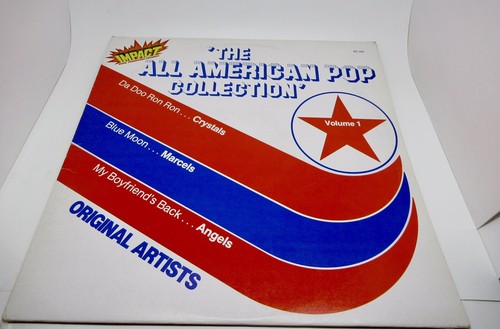 IMPACT
'THE
ALL AMERICAN POP
COLLECTION'
Volume 1
Da Doo Ron Ron... Crystals
Blue Moon... Marcels
My Boyfriend's Back... Angels
ORIGINAL ARTISTS